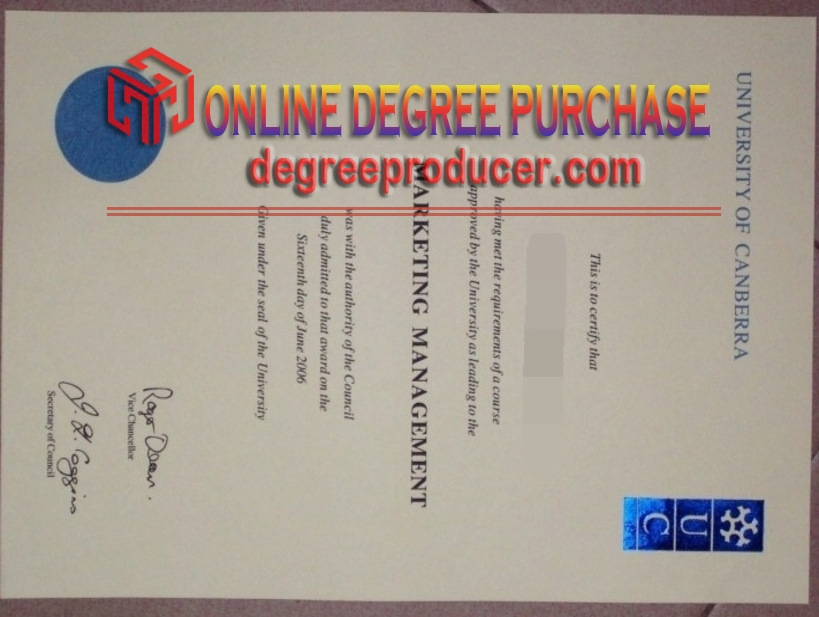 ONLINE DEGREE PURCHASE
degreeproducer.com
UNIVERSITY OF CANBERRA
UC
This is to certify that
having met the requirements of a course
approved by the University as leading to the
MARKETING MANAGEMENT
was with the authority of the Council
duly admitted to that award on the
Sixteenth day of June 2006
Given under the seal of the University
Vice Chancellor
Secretary of Council